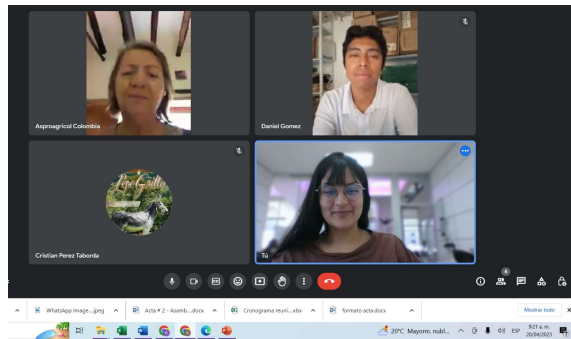 Asproagricol Colombia
Daniel Gomez
Cristian Perez Taborda
Tú
4
WhatsApp Image....jpeg
Acta # 2 - Asamb....docx
Cronograma reuni....xlsx
formato acta.docx
Mostrar todo
20°C Mayorm. nubl...
ESP
9:21 a. m.
20/04/2023